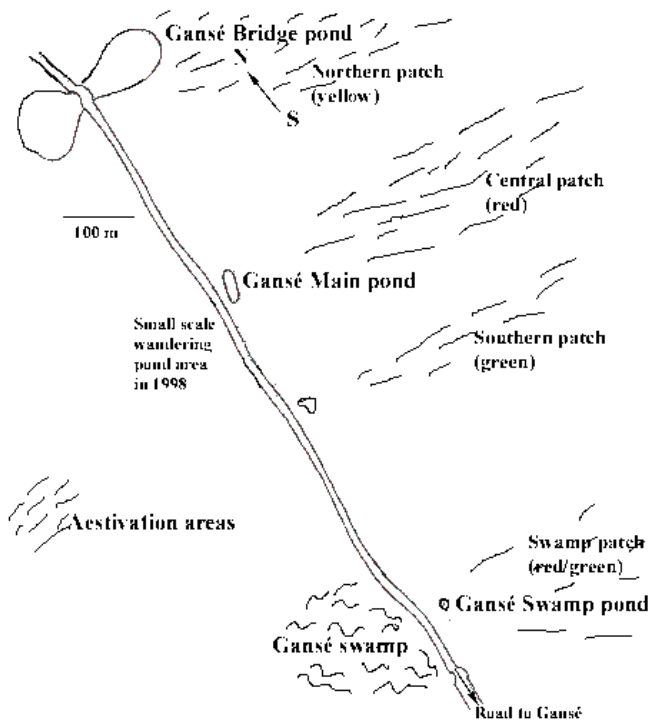 Gansé Bridge pond
Northern patch
(yellow)
S
Central patch
(red)
100 m
Gansé Main pond
Small scale
wandering
pond area
in 1998
Southern patch
(green)
Aestivation areas
Swamp patch
(red/green)
Gansé Swamp pond
Gansé swamp
Road to Gansé